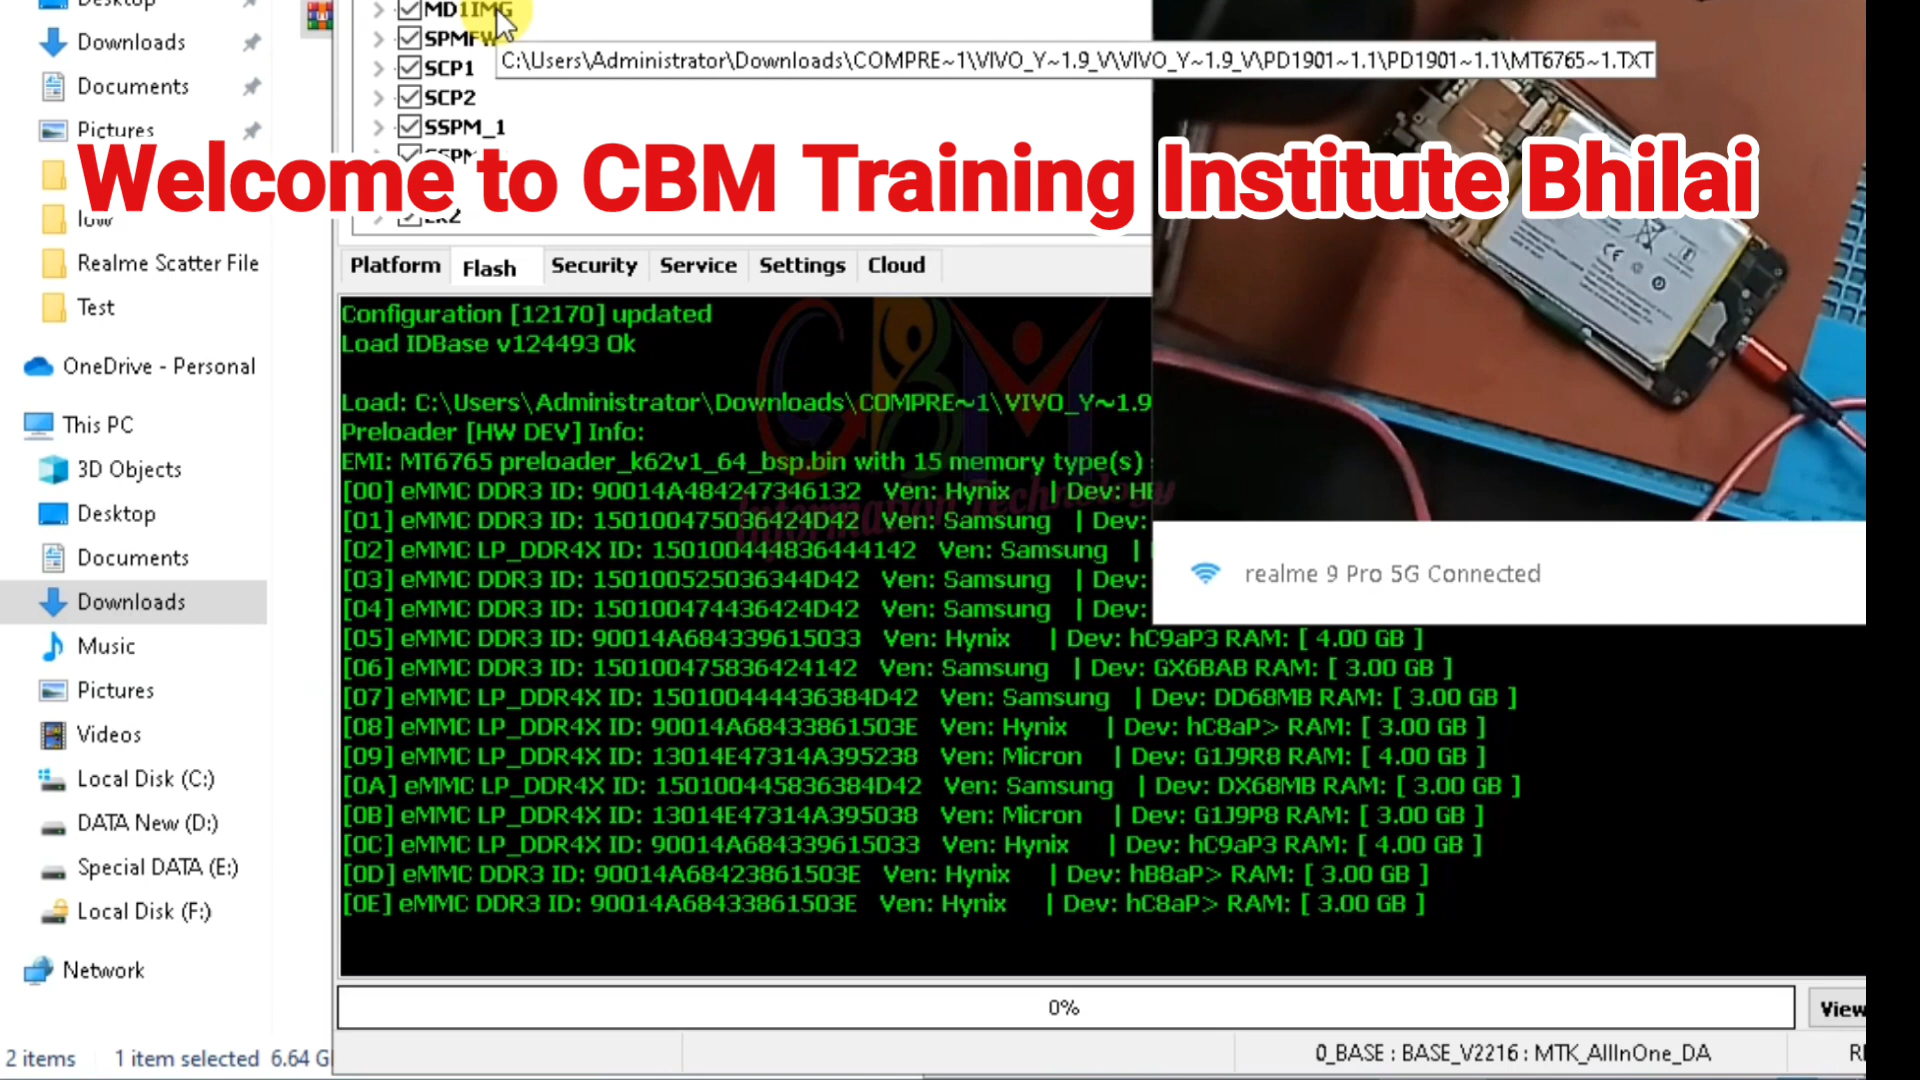 Desktop
Downloads
Documents
Pictures
low
Realme Scatter File
Test
OneDrive - Personal
This PC
3D Objects
Desktop
Documents
Downloads
Music
Pictures
Videos
Local Disk (C:)
DATA New (D:)
Special DATA (E:)
Local Disk (F:)
Network
2 items 1 item selected 6.64 G
MD1IMG
SPMFW
C:\Users\Administrator\Downloads\COMPRE~1\VIVO_Y~1.9_V\VIVO_Y~1.9_V\PD1901~1.1\PD1901~1.1\MT6765~1.TXT
SCP1
SCP2
SSPM_1
Welcome to CBM Training Institute Bhilai
LK2
Platform Flash Security Service Settings Cloud
Configuration [12170] updated
Load IDBase v124493 Ok
Load: C:\Users\Administrator\Downloads\COMPRE~1\VIVO_Y~1.9
Preloader [HW DEV] Info:
EMI: MT6765 preloader_k62v1_64_bsp.bin with 15 memory type(s)
[00] eMMC DDR3 ID: 90014A484247346132 Ven: Hynix | Dev:
[01] eMMC DDR3 ID: 150100475036424D42 Ven: Samsung | Dev:
[02] eMMC LP_DDR4X ID: 150100444836444142 Ven: Samsung |
[03] eMMC DDR3 ID: 150100525036344D42 Ven: Samsung | Dev:
[04] eMMC DDR3 ID: 150100474436424D42 Ven: Samsung | Dev:
[05] eMMC DDR3 ID: 90014A684339615033 Ven: Hynix | Dev: hC9aP3 RAM: [ 4.00 GB ]
[06] eMMC DDR3 ID: 150100475836424142 Ven: Samsung | Dev: GX6BAB RAM: [ 3.00 GB ]
[07] eMMC LP_DDR4X ID: 150100444436384D42 Ven: Samsung | Dev: DD68MB RAM: [ 3.00 GB ]
[08] eMMC LP_DDR4X ID: 90014A68433861503E Ven: Hynix | Dev: hC8aP> RAM: [ 3.00 GB ]
[09] eMMC LP_DDR4X ID: 13014E47314A395238 Ven: Micron | Dev: G1J9R8 RAM: [ 4.00 GB ]
[0A] eMMC LP_DDR4X ID: 150100445836384D42 Ven: Samsung | Dev: DX68MB RAM: [ 3.00 GB ]
[0B] eMMC LP_DDR4X ID: 13014E47314A395038 Ven: Micron | Dev: G1J9P8 RAM: [ 3.00 GB ]
[0C] eMMC LP_DDR4X ID: 90014A684339615033 Ven: Hynix | Dev: hC9aP3 RAM: [ 4.00 GB ]
[0D] eMMC DDR3 ID: 90014A68423861503E Ven: Hynix | Dev: hB8aP> RAM: [ 3.00 GB ]
[0E] eMMC DDR3 ID: 90014A68433861503E Ven: Hynix | Dev: hC8aP> RAM: [ 3.00 GB ]
CBM
Information Technology
realme 9 Pro 5G Connected
0%
View
0_BASE : BASE_V2216 : MTK_AllInOne_DA